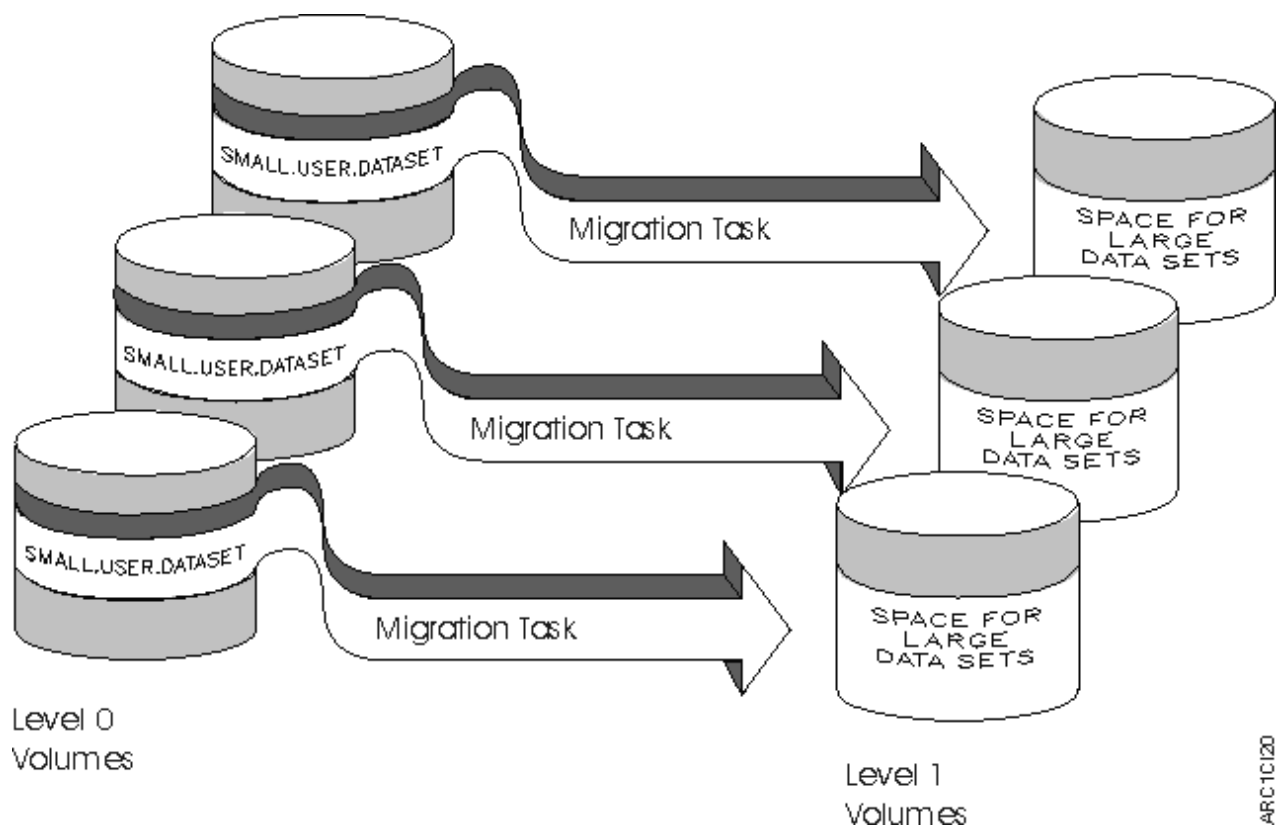 SMALL.USER.DATASET
Migration Task
SPACE FOR
LARGE
DATA SETS
SMALL.USER.DATASET
Migration Task
SPACE FOR
LARGE
DATA SETS
SMALL.USER.DATASET
Migration Task
SPACE FOR
LARGE
DATA SETS
Level 0
Volumes
Level 1
Volumes
ARC1CI20